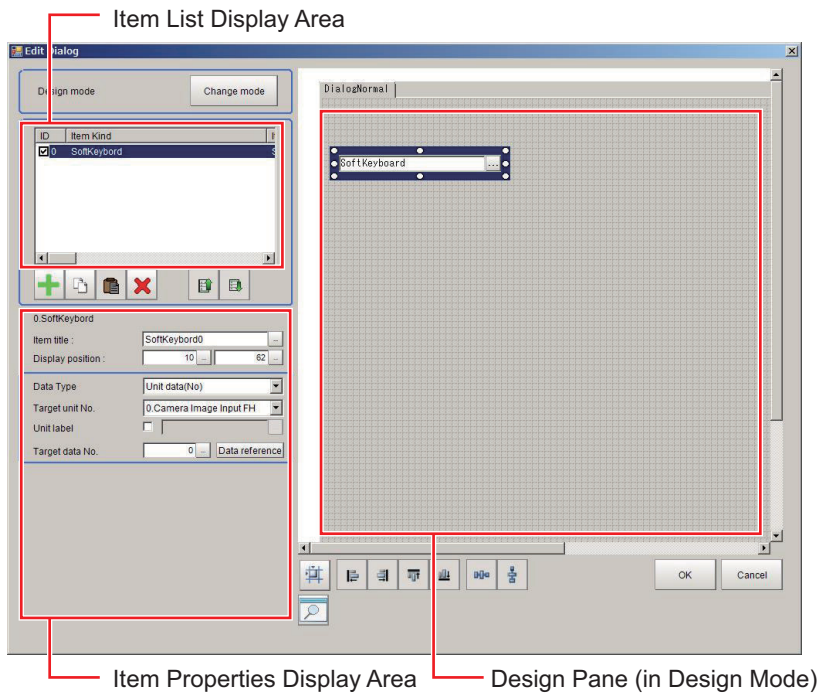 Item List Display Area
Edit Dialog
Design mode
Change mode
DialogNormal
ID Item Kind
0 SoftKeybord
SoftKeyboard ...
0.SoftKeybord
Item title : SoftKeybord0 ...
Display position : 10 ... 62 ...
Data Type Unit data(No)
Target unit No. 0.Camera Image Input FH
Unit label
Target data No. 0 ... Data reference
OK Cancel
Item Properties Display Area
Design Pane (in Design Mode)